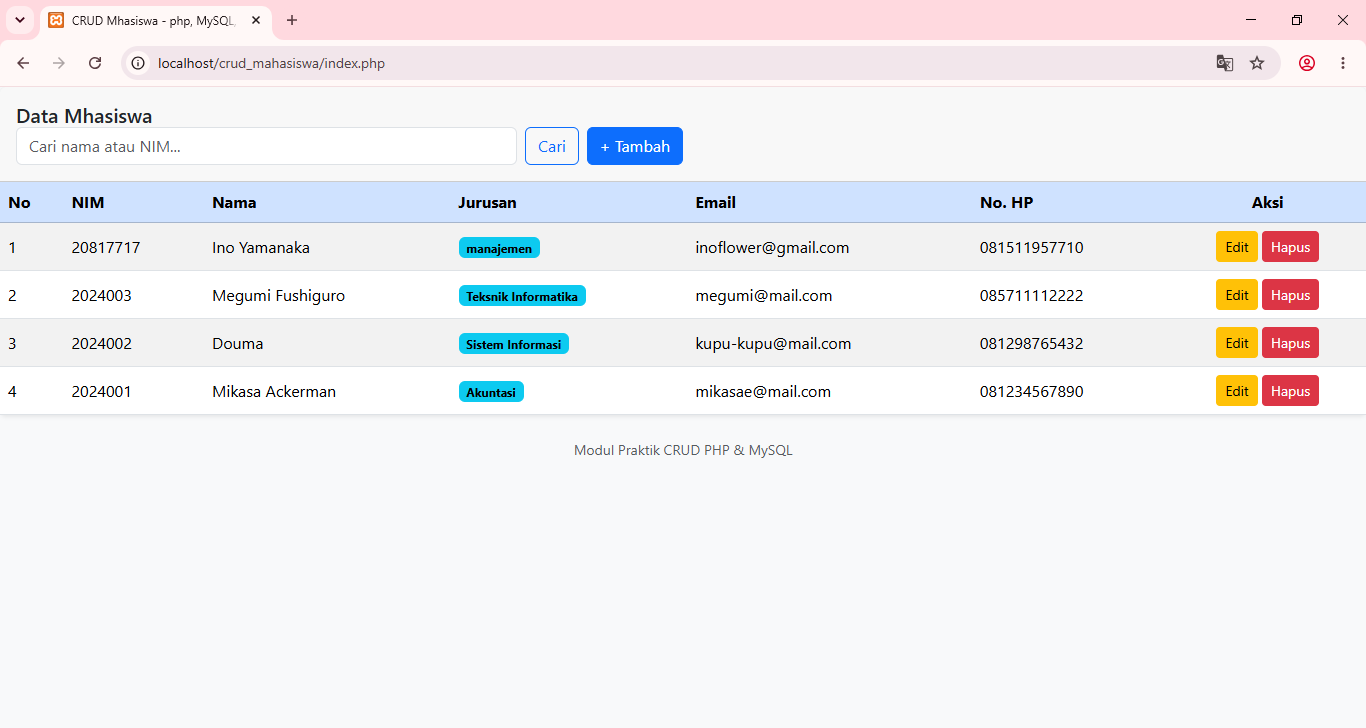 CRUD Mhasiswa - php, MySQL,
localhost/crud_mahasiswa/index.php
Data Mhasiswa
Cari nama atau NIM...
Cari
+ Tambah
No NIM Nama Jurusan Email No. HP Aksi
1 20817717 Ino Yamanaka manajemen inoflower@gmail.com 081511957710 Edit Hapus
2 2024003 Megumi Fushiguro Teksnik Informatika megumi@mail.com 085711112222 Edit Hapus
3 2024002 Douma Sistem Informasi kupu-kupu@mail.com 081298765432 Edit Hapus
4 2024001 Mikasa Ackerman Akuntasi mikasae@mail.com 081234567890 Edit Hapus
Modul Praktik CRUD PHP & MySQL